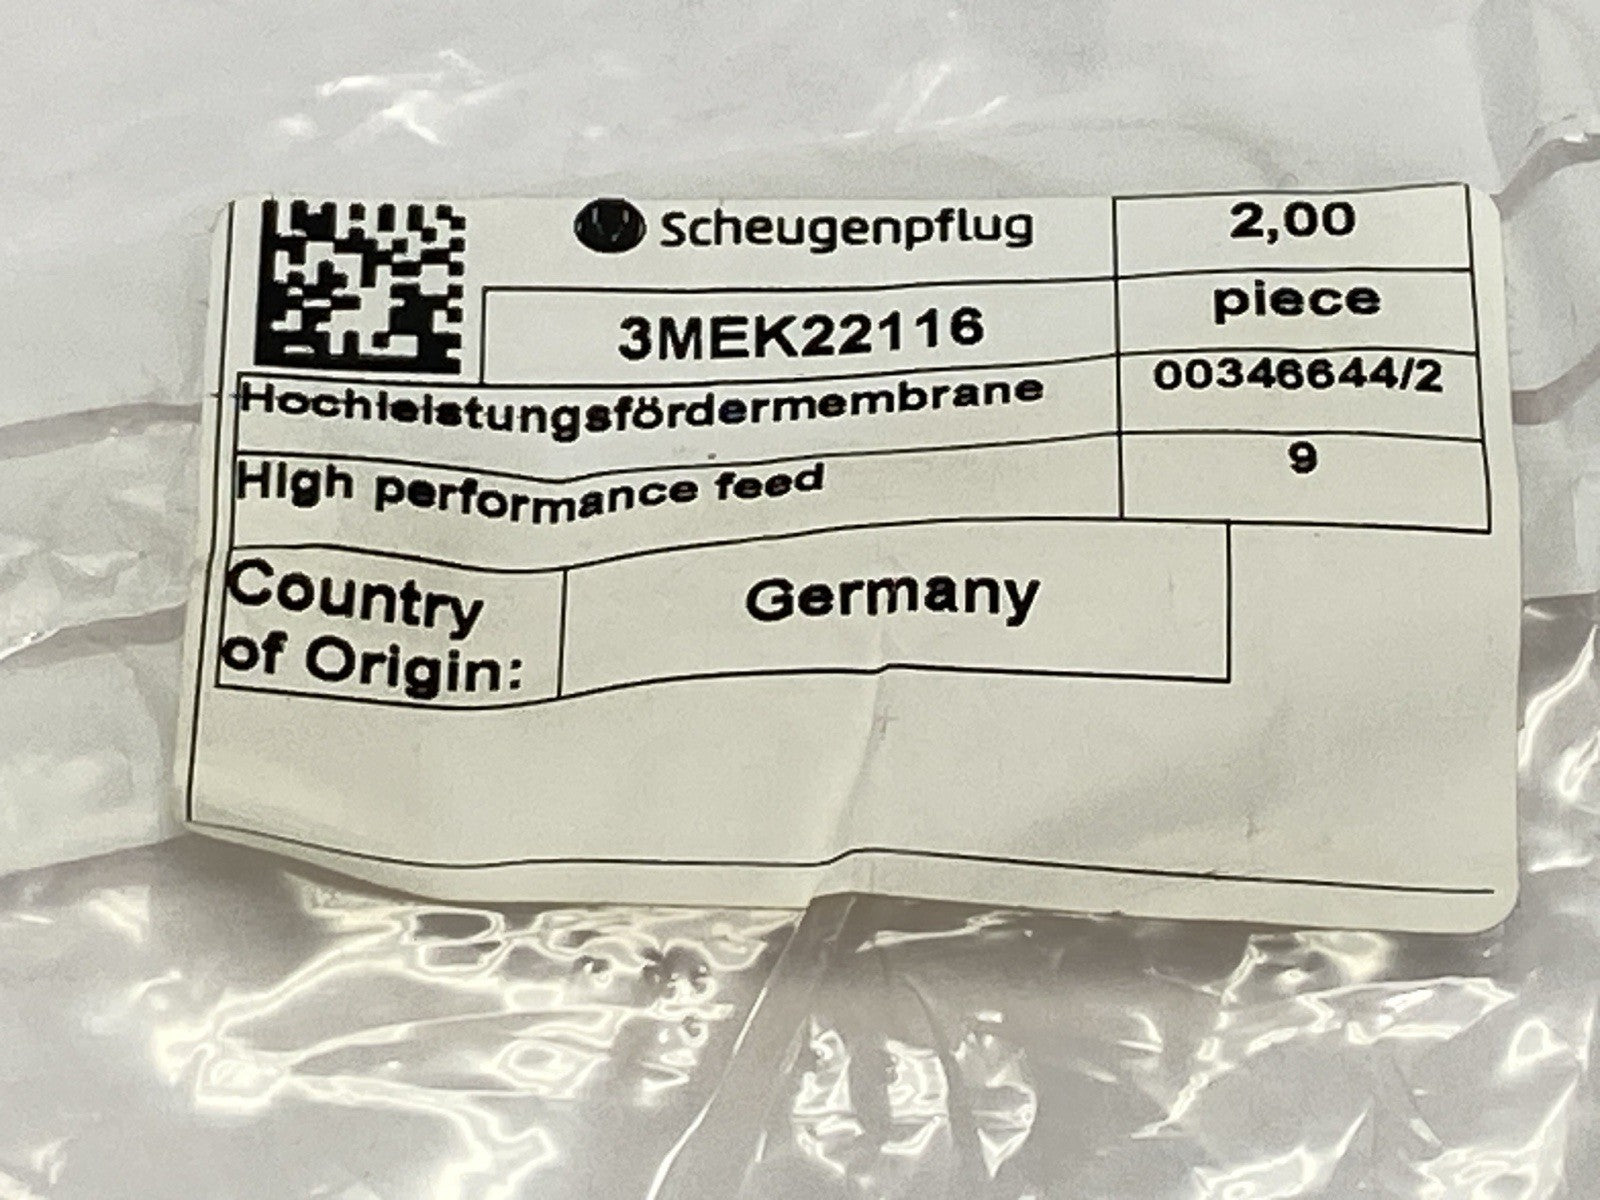 Scheugenpflug
2,00
3MEK22116
piece
Hochleistungsfördermembrane
00346644/2
High performance feed
9
Country
of Origin:
Germany